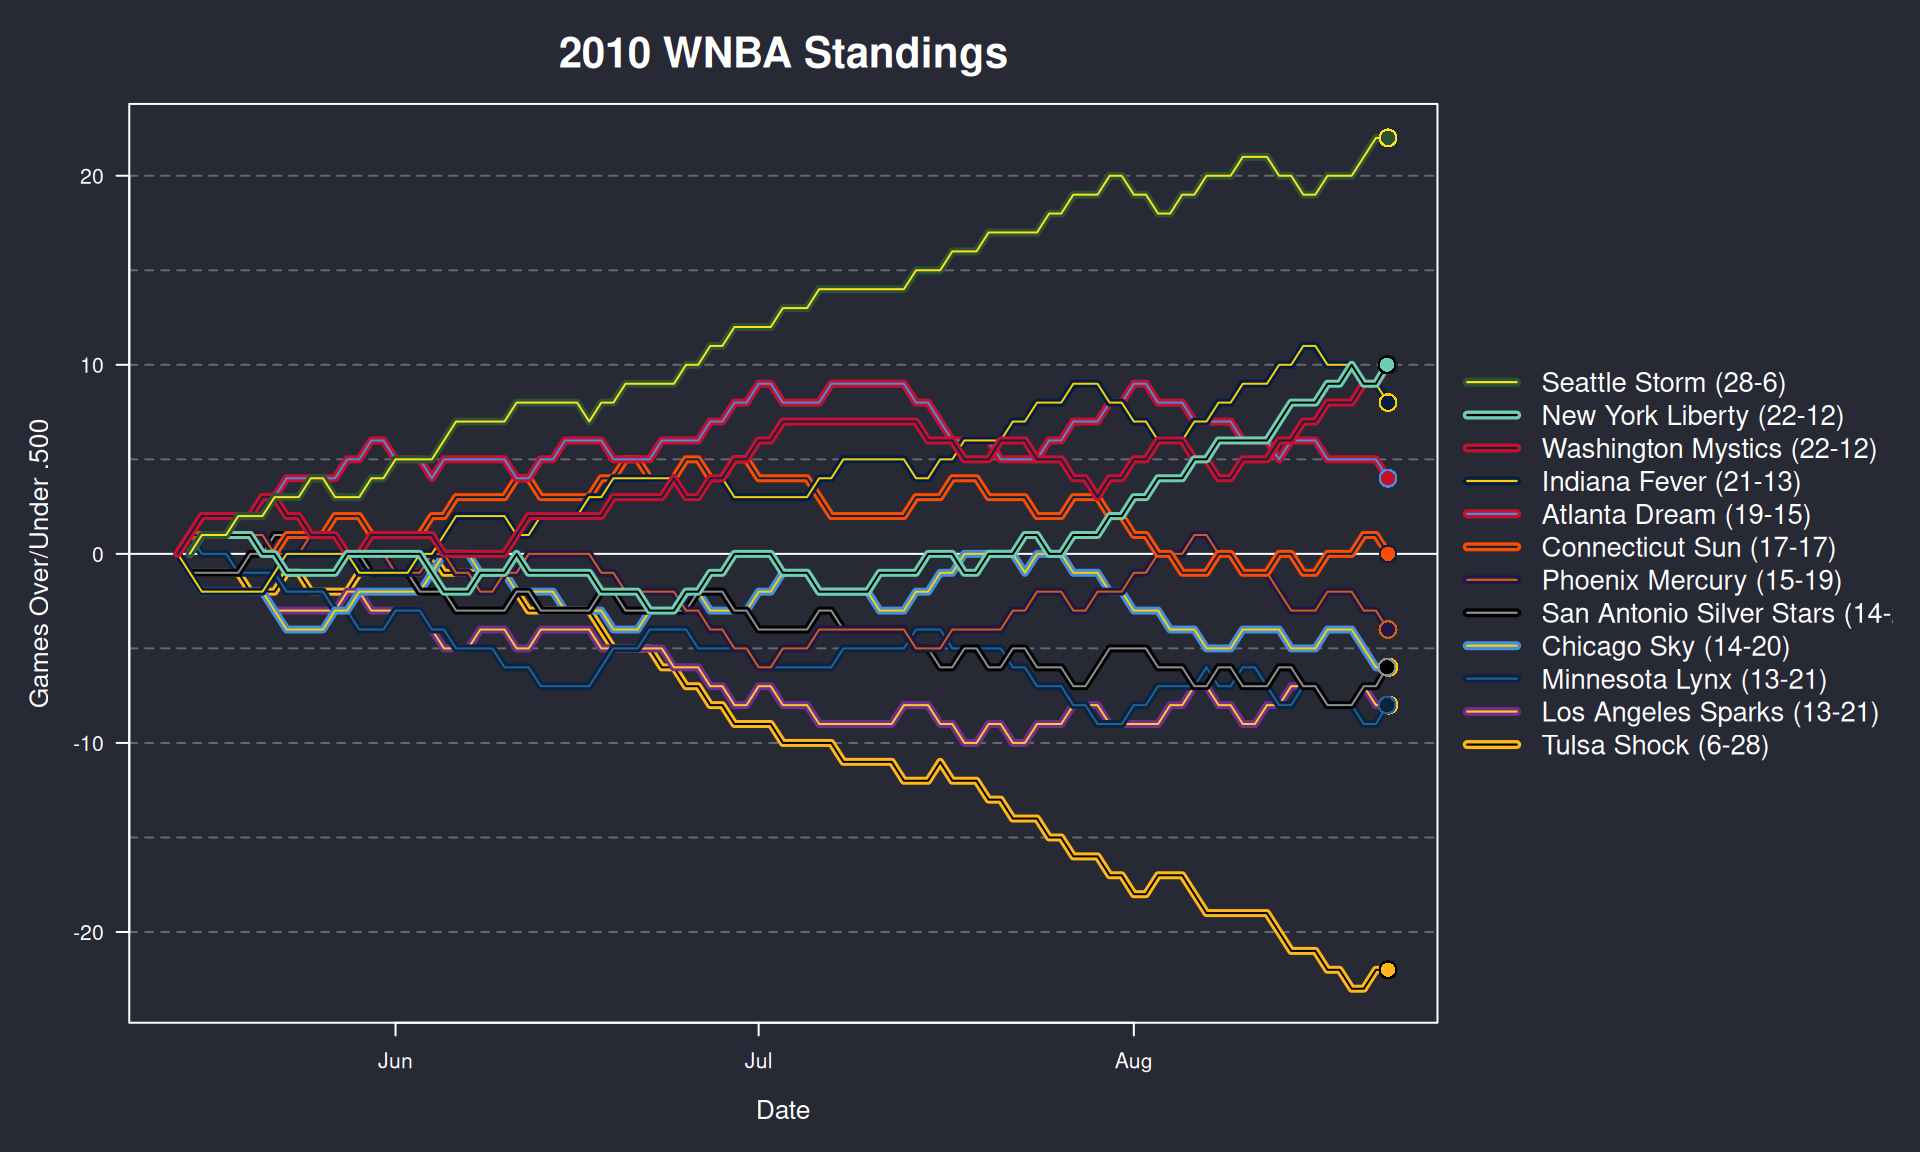 2010 WNBA Standings
Games Over/Under .500
20
10
0
-10
-20
Jun
Jul
Aug
Date
Seattle Storm (28-6)
New York Liberty (22-12)
Washington Mystics (22-12)
Indiana Fever (21-13)
Atlanta Dream (19-15)
Connecticut Sun (17-17)
Phoenix Mercury (15-19)
San Antonio Silver Stars (14-
Chicago Sky (14-20)
Minnesota Lynx (13-21)
Los Angeles Sparks (13-21)
Tulsa Shock (6-28)